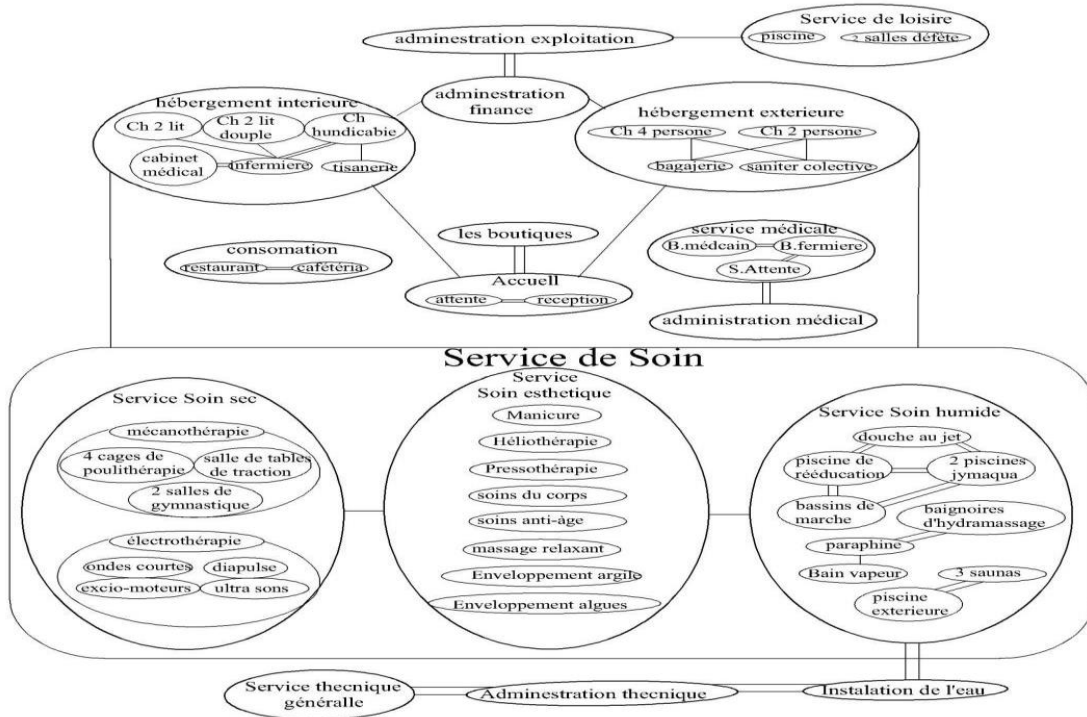 Service de loisire
piscine
2 salles défète
adminestration exploitation
adminestration
finance
hébergement interieure
Ch 2 lit
Ch 2 lit
douple
Ch
hundicabie
cabinet
médical
infermiere
tisanerie
hébergement exterieure
Ch 4 persone
Ch 2 persone
bagajerie
saniter colective
les boutiques
service médicale
B.médcain
B.fermiere
S.Attente
consomation
restaurant
cafétéria
Accuell
attente
reception
administration médical
Service de Soin
Service Soin sec
mécanothérapie
4 cages de
poulithérapie
salle de tables
de traction
2 salles de
gymnastique
électrothérapie
ondes courtes
diapulse
excio-moteurs
ultra sons
Service
Soin esthetique
Manicure
Héliothérapie
Pressothérapie
soins du corps
soins anti-àge
massage relaxant
Enveloppement argile
Enveloppement algues
Service Soin humide
douche au jet
piscine de
rééducation
2 piscines
jymaqua
bassins de
marche
baignoires
d'hydramassage
paraphine
Bain vapeur
3 saunas
piscine
exterieure
Service thecnique
généralle
Adminestration thecnique
Instalation de l'eau